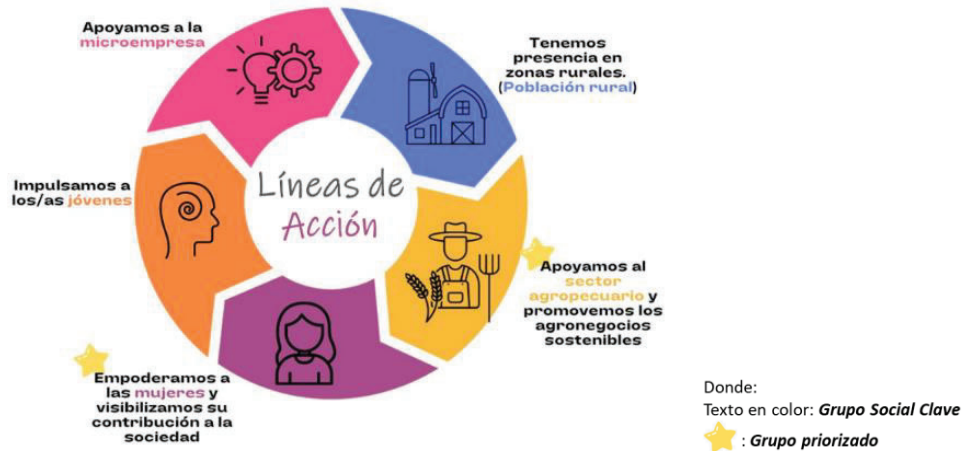 Apoyamos a la
microempresa
Tenemos
presencia en
zonas rurales.
(Población rural)
Líneas de
Acción
Impulsamos a
los/as jóvenes
Apoyamos al
sector
agropecuario y
promovemos los
agronegocios
sostenibles
Empoderamos a
las mujeres y
visibilizamos su
contribución a la
sociedad
Donde:
Texto en color: Grupo Social Clave
: Grupo priorizado